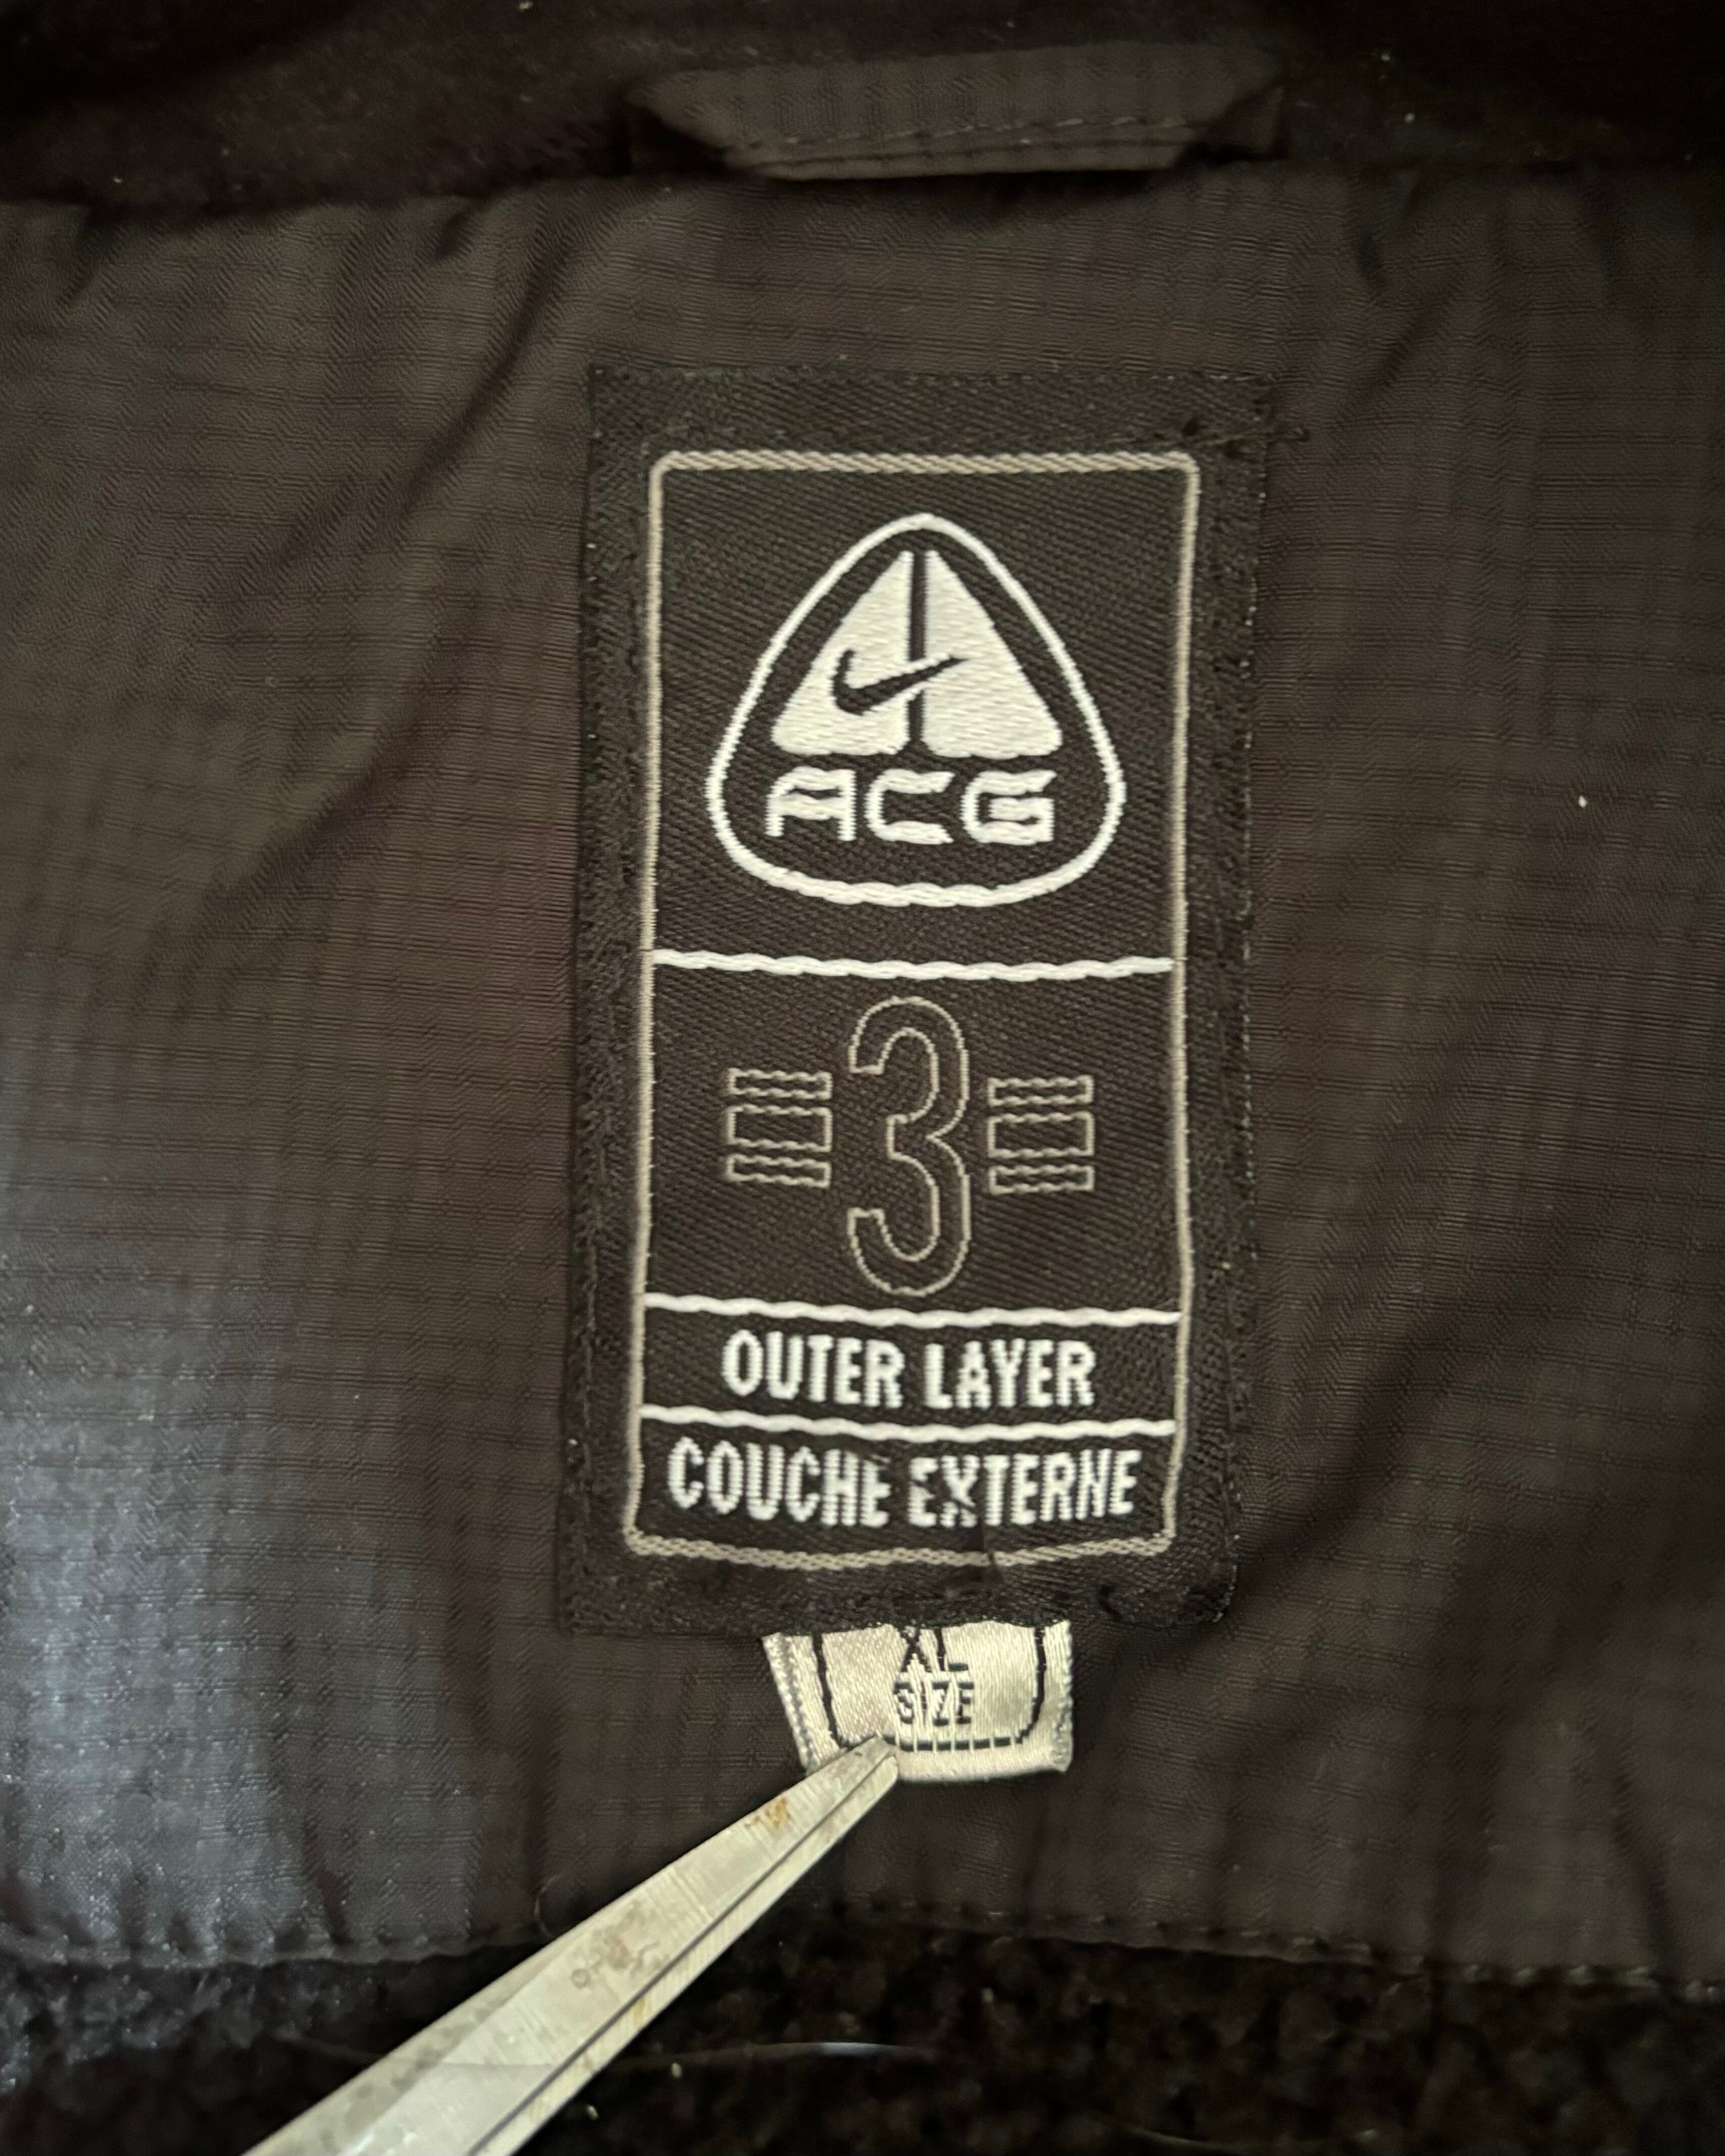 ACG
3
OUTER LAYER
COUCHE EXTERNE
XL
SIZE